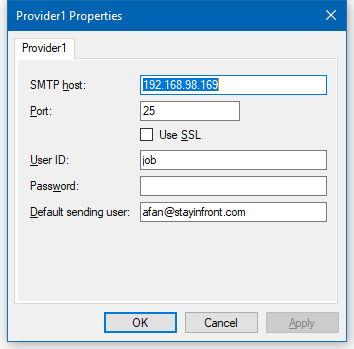 Provider1 Properties
Provider1
SMTP host: 192.168.98.169
Port: 25
Use SSL
User ID: job
Password:
Default sending user: afan@stayinfront.com
OK Cancel Apply